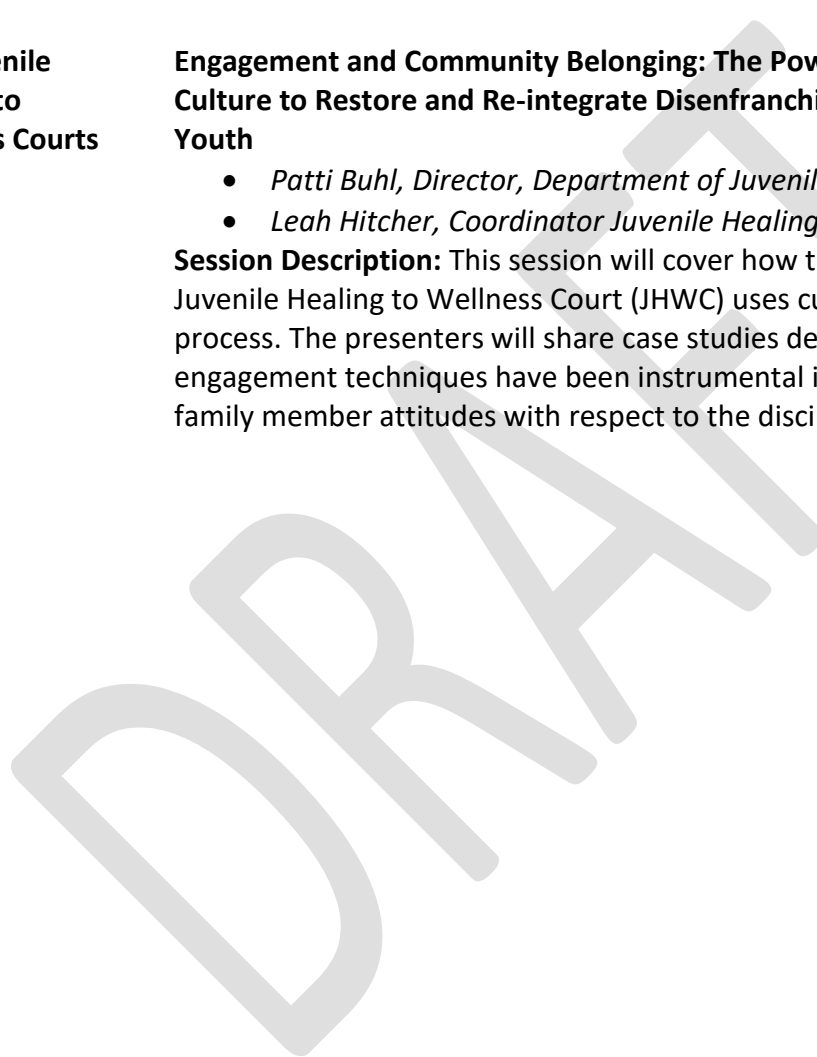 enile
to
s Courts
Engagement and Community Belonging: The Pow
Culture to Restore and Re-integrate Disenfranchi
Youth
• Patti Buhl, Director, Department of Juvenil
• Leah Hitcher, Coordinator Juvenile Healing
Session Description: This session will cover how t
Juvenile Healing to Wellness Court (JHWC) uses cu
process. The presenters will share case studies de
engagement techniques have been instrumental i
family member attitudes with respect to the disci
DRAFT